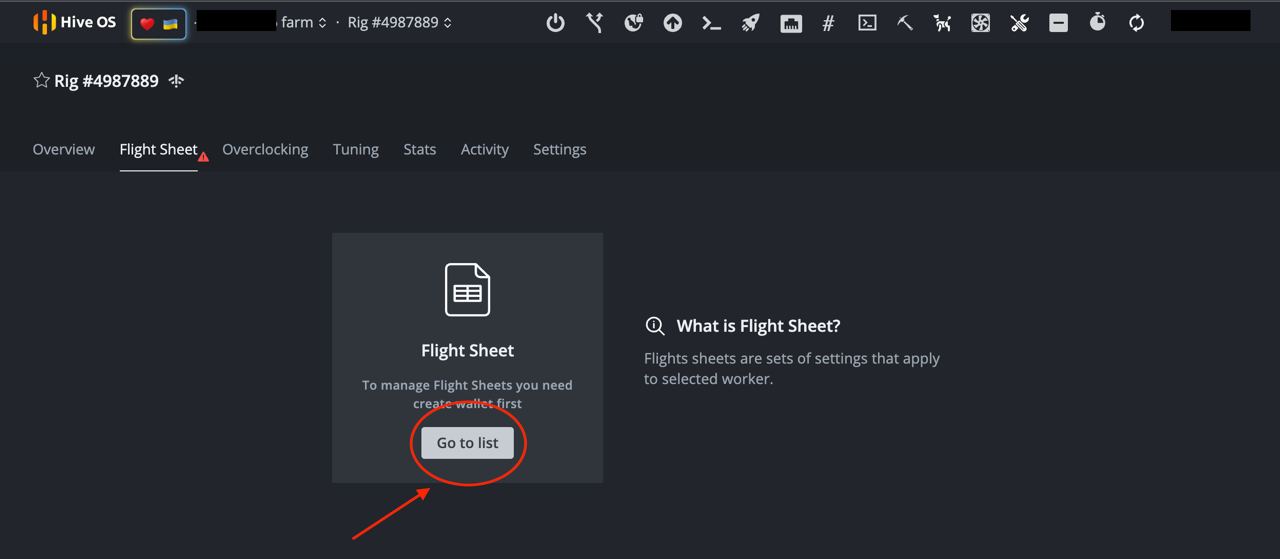 Hive OS farm · Rig #4987889
Rig #4987889
Overview Flight Sheet Overclocking Tuning Stats Activity Settings
Flight Sheet
To manage Flight Sheets you need
create wallet first
Go to list
What is Flight Sheet?
Flights sheets are sets of settings that apply
to selected worker.